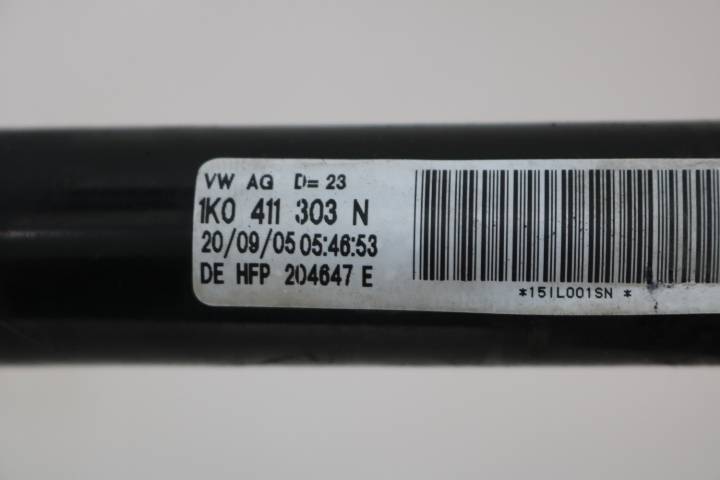 VW AG D= 23
1K0 411 303 N
20/09/05 05:46:53
DE HFP 204647 E
*15IL001SN *